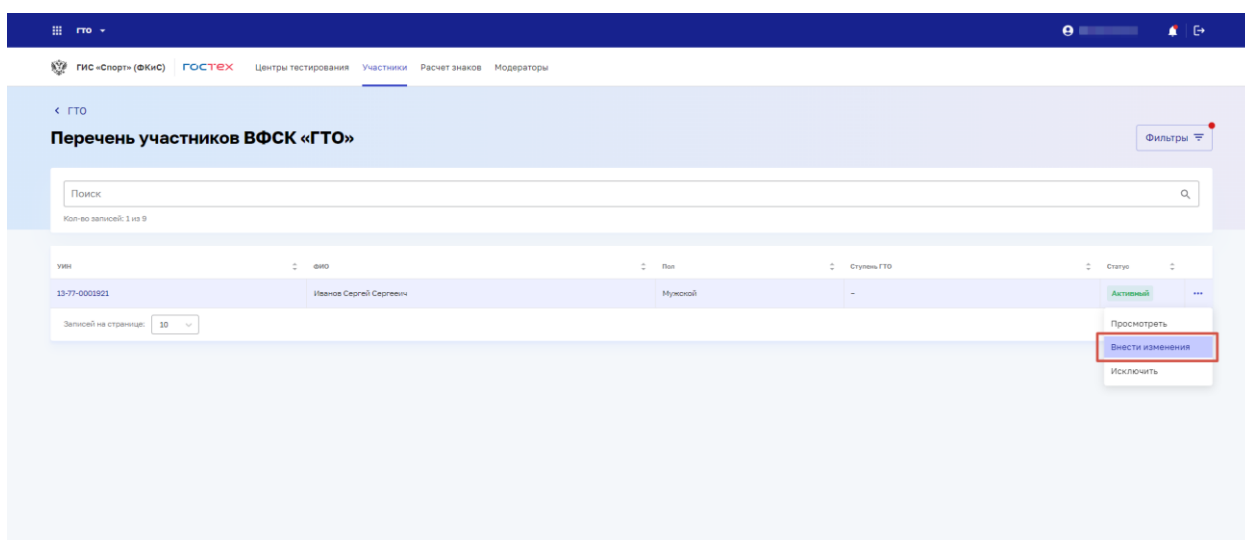 ГТО
ГИС «Спорт» (ФКиС) ГОСТЕХ Центры тестирования Участники Расчет знаков Модераторы
ГТО
Перечень участников ВФСК «ГТО»
Фильтры
Поиск
Кол-во записей: 1 из 9
УИН ФИО Пол Ступень ГТО Статус
13-77-0001921 Иванов Сергей Сергеевич Мужской – Активный
Записей на странице: 10
Просмотреть
Внести изменения
Исключить